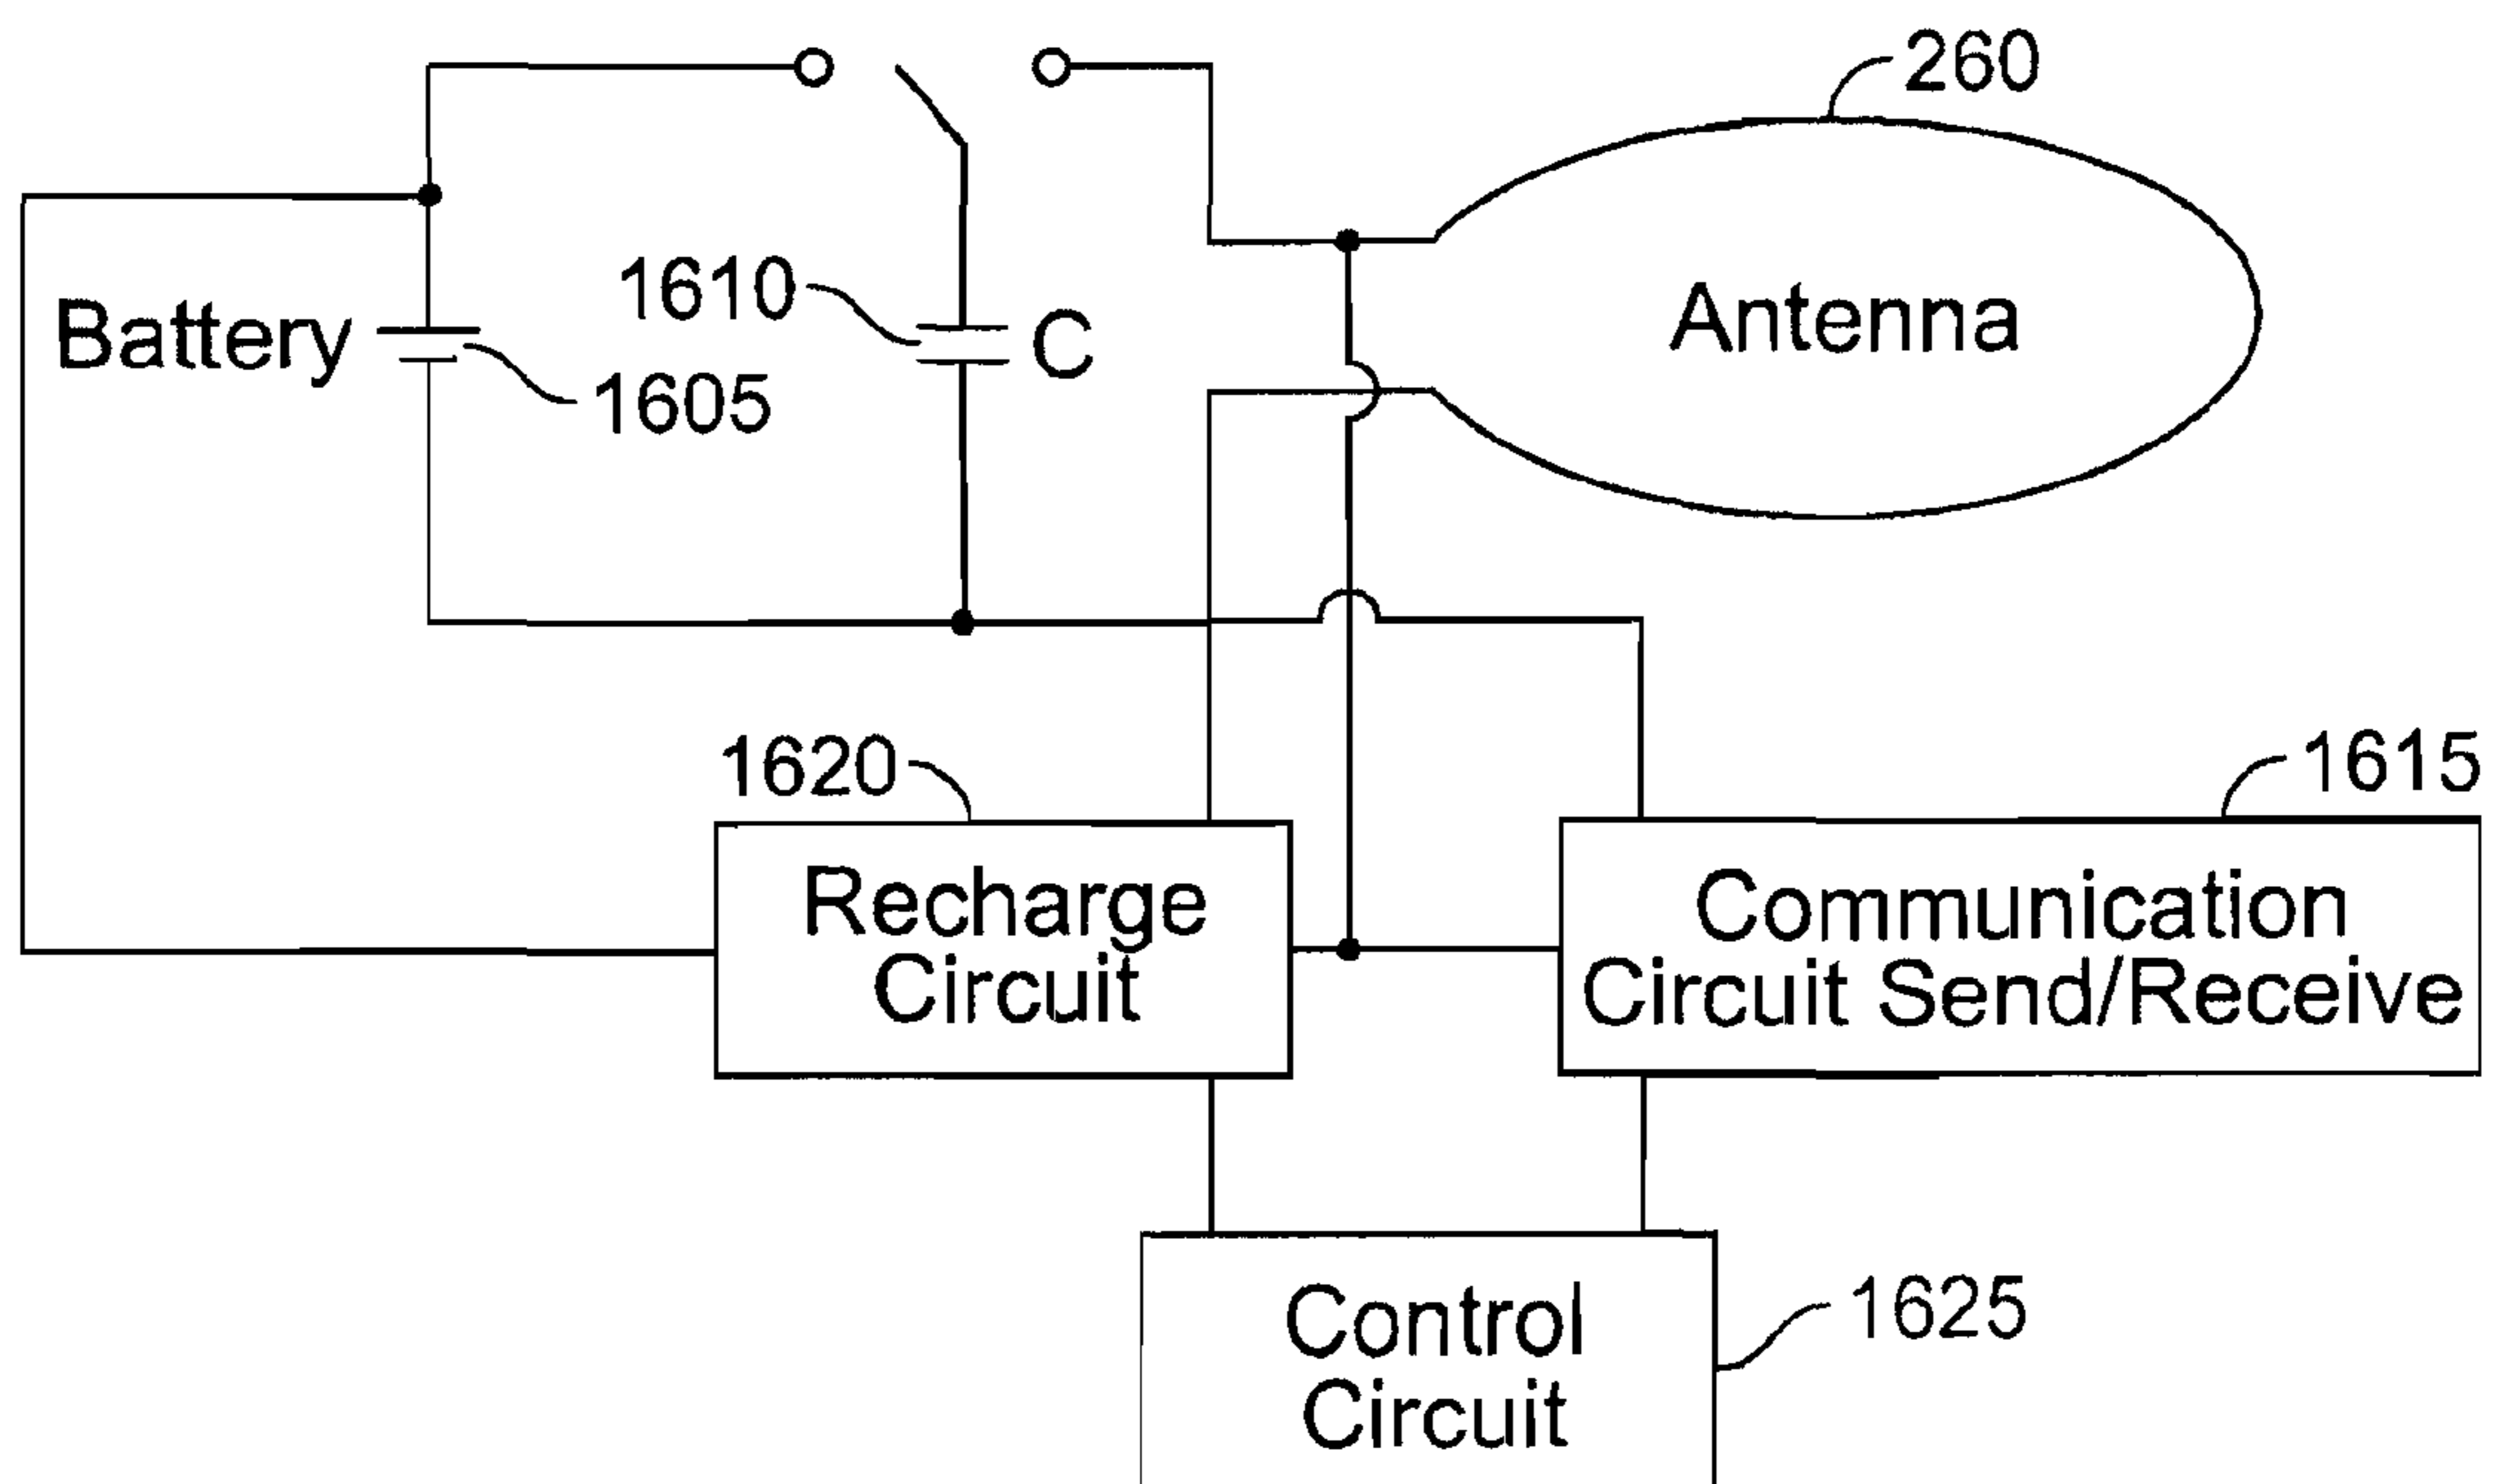 260
Battery
1610
C
Antenna
1605
1620
1615
Recharge
Circuit
Communication
Circuit Send/Receive
Control
Circuit
1625